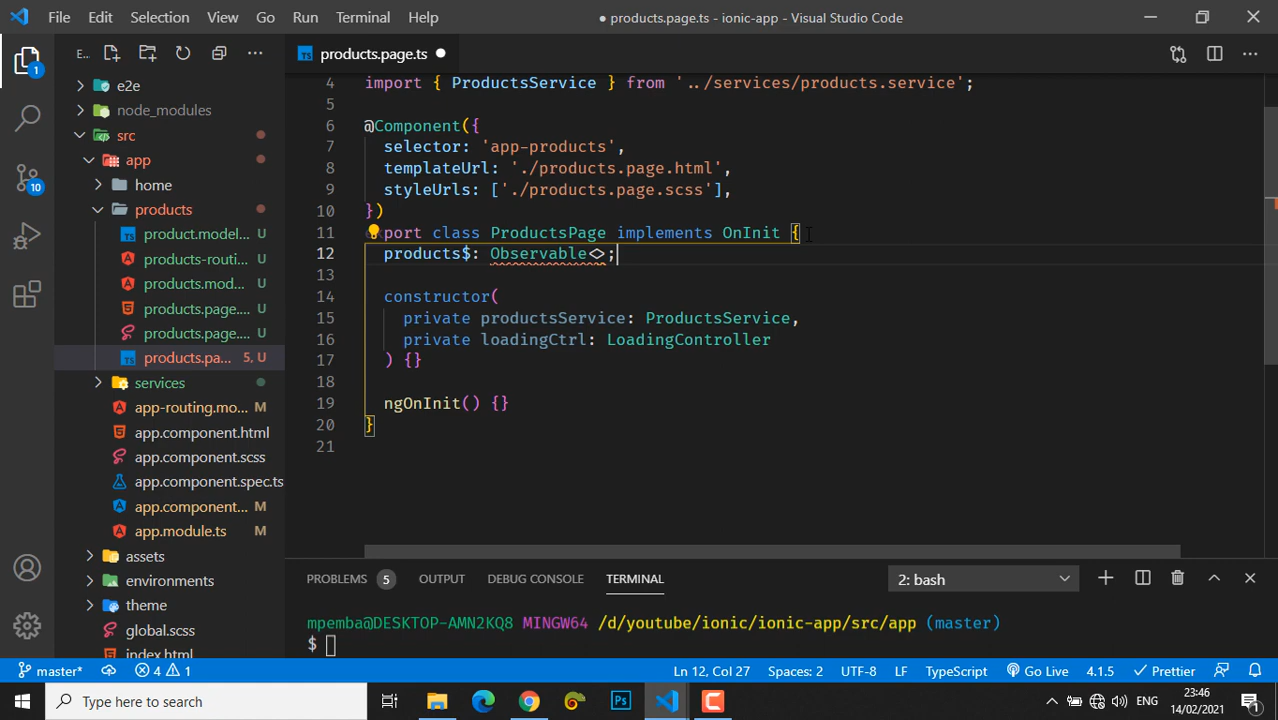 File Edit Selection View Go Run Terminal Help
products.page.ts - ionic-app - Visual Studio Code
E...
products.page.ts
1
10
e2e
node_modules
src
app
home
products
product.model... U
products-routi... U
products.mod... U
products.page.... U
products.page.... U
products.pa... 5, U
services
app-routing.mo... M
app.component.html
app.component.scss
app.component.spec.ts
app.component... M
app.module.ts M
assets
environments
theme
global.scss
index.html
4 import { ProductsService } from '../services/products.service';
5
6 @Component({
7 selector: 'app-products',
8 templateUrl: './products.page.html',
9 styleUrls: ['./products.page.scss'],
10 })
11 port class ProductsPage implements OnInit {
12 products$: Observable<>;
13
14 constructor(
15 private productsService: ProductsService,
16 private loadingCtrl: LoadingController
17 ) {}
18
19 ngOnInit() {}
20 }
21
PROBLEMS 5 OUTPUT DEBUG CONSOLE TERMINAL 2: bash
mpemba@DESKTOP-AMN2KQ8 MINGW64 /d/youtube/ionic/ionic-app/src/app (master)
$
master* 4 1 Ln 12, Col 27 Spaces: 2 UTF-8 LF TypeScript Go Live 4.1.5 Prettier
Type here to search
Ps
ENG
23:46
14/02/2021
1